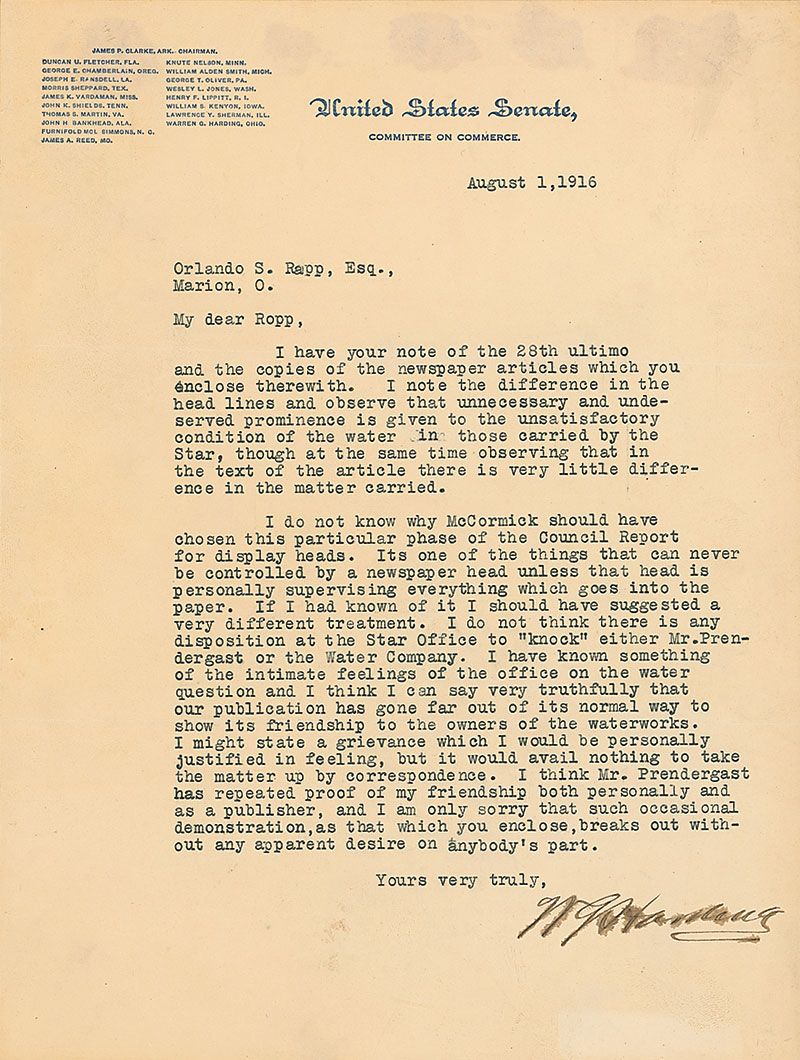 JAMES P. CLARKE, ARK. CHAIRMAN.
DUNCAN U. FLETCHER, FLA.
GEORGE E. CHAMBERLAIN, OREG.
JOSEPH E. RANSDELL, LA.
MORRIS SHEPPARD, TEX.
JAMES K. VARDAMAN, MISS.
JOHN K. SHIELDS, TENN.
THOMAS S. MARTIN, VA.
JOHN H. BANKHEAD, ALA.
FURNIFOLD McL. SIMMONS, N. C.
JAMES A. REED, MO.
KNUTE NELSON, MINN.
WILLIAM ALDEN SMITH, MICH.
GEORGE T. OLIVER, PA.
WESLEY L. JONES, WASH.
HENRY F. LIPPITT, R. I.
WILLIAM S. KENYON, IOWA.
LAWRENCE Y. SHERMAN, ILL.
WARREN G. HARDING, OHIO.
United States Senate,
COMMITTEE ON COMMERCE.
August 1,1916
Orlando S. Rapp, Esq.,
Marion, O.
My dear Ropp,
I have your note of the 28th ultimo
and the copies of the newspaper articles which you
enclose therewith. I note the difference in the
head lines and observe that unnecessary and unde-
served prominence is given to the unsatisfactory
condition of the water in those carried by the
Star, though at the same time observing that in
the text of the article there is very little differ-
ence in the matter carried.
I do not know why McCormick should have
chosen this particular phase of the Council Report
for display heads. Its one of the things that can never
be controlled by a newspaper head unless that head is
personally supervising everything which goes into the
paper. If I had known of it I should have suggested a
very different treatment. I do not think there is any
disposition at the Star Office to "knock" either Mr.Pren-
dergast or the Water Company. I have known something
of the intimate feelings of the office on the water
question and I think I can say very truthfully that
our publication has gone far out of its normal way to
show its friendship to the owners of the waterworks.
I might state a grievance which I would be personally
justified in feeling, but it would avail nothing to take
the matter up by correspondence. I think Mr. Prendergast
has repeated proof of my friendship both personally and
as a publisher, and I am only sorry that such occasional
demonstration,as that which you enclose,breaks out with-
out any apparent desire on anybody's part.
Yours very truly,
W G Harding